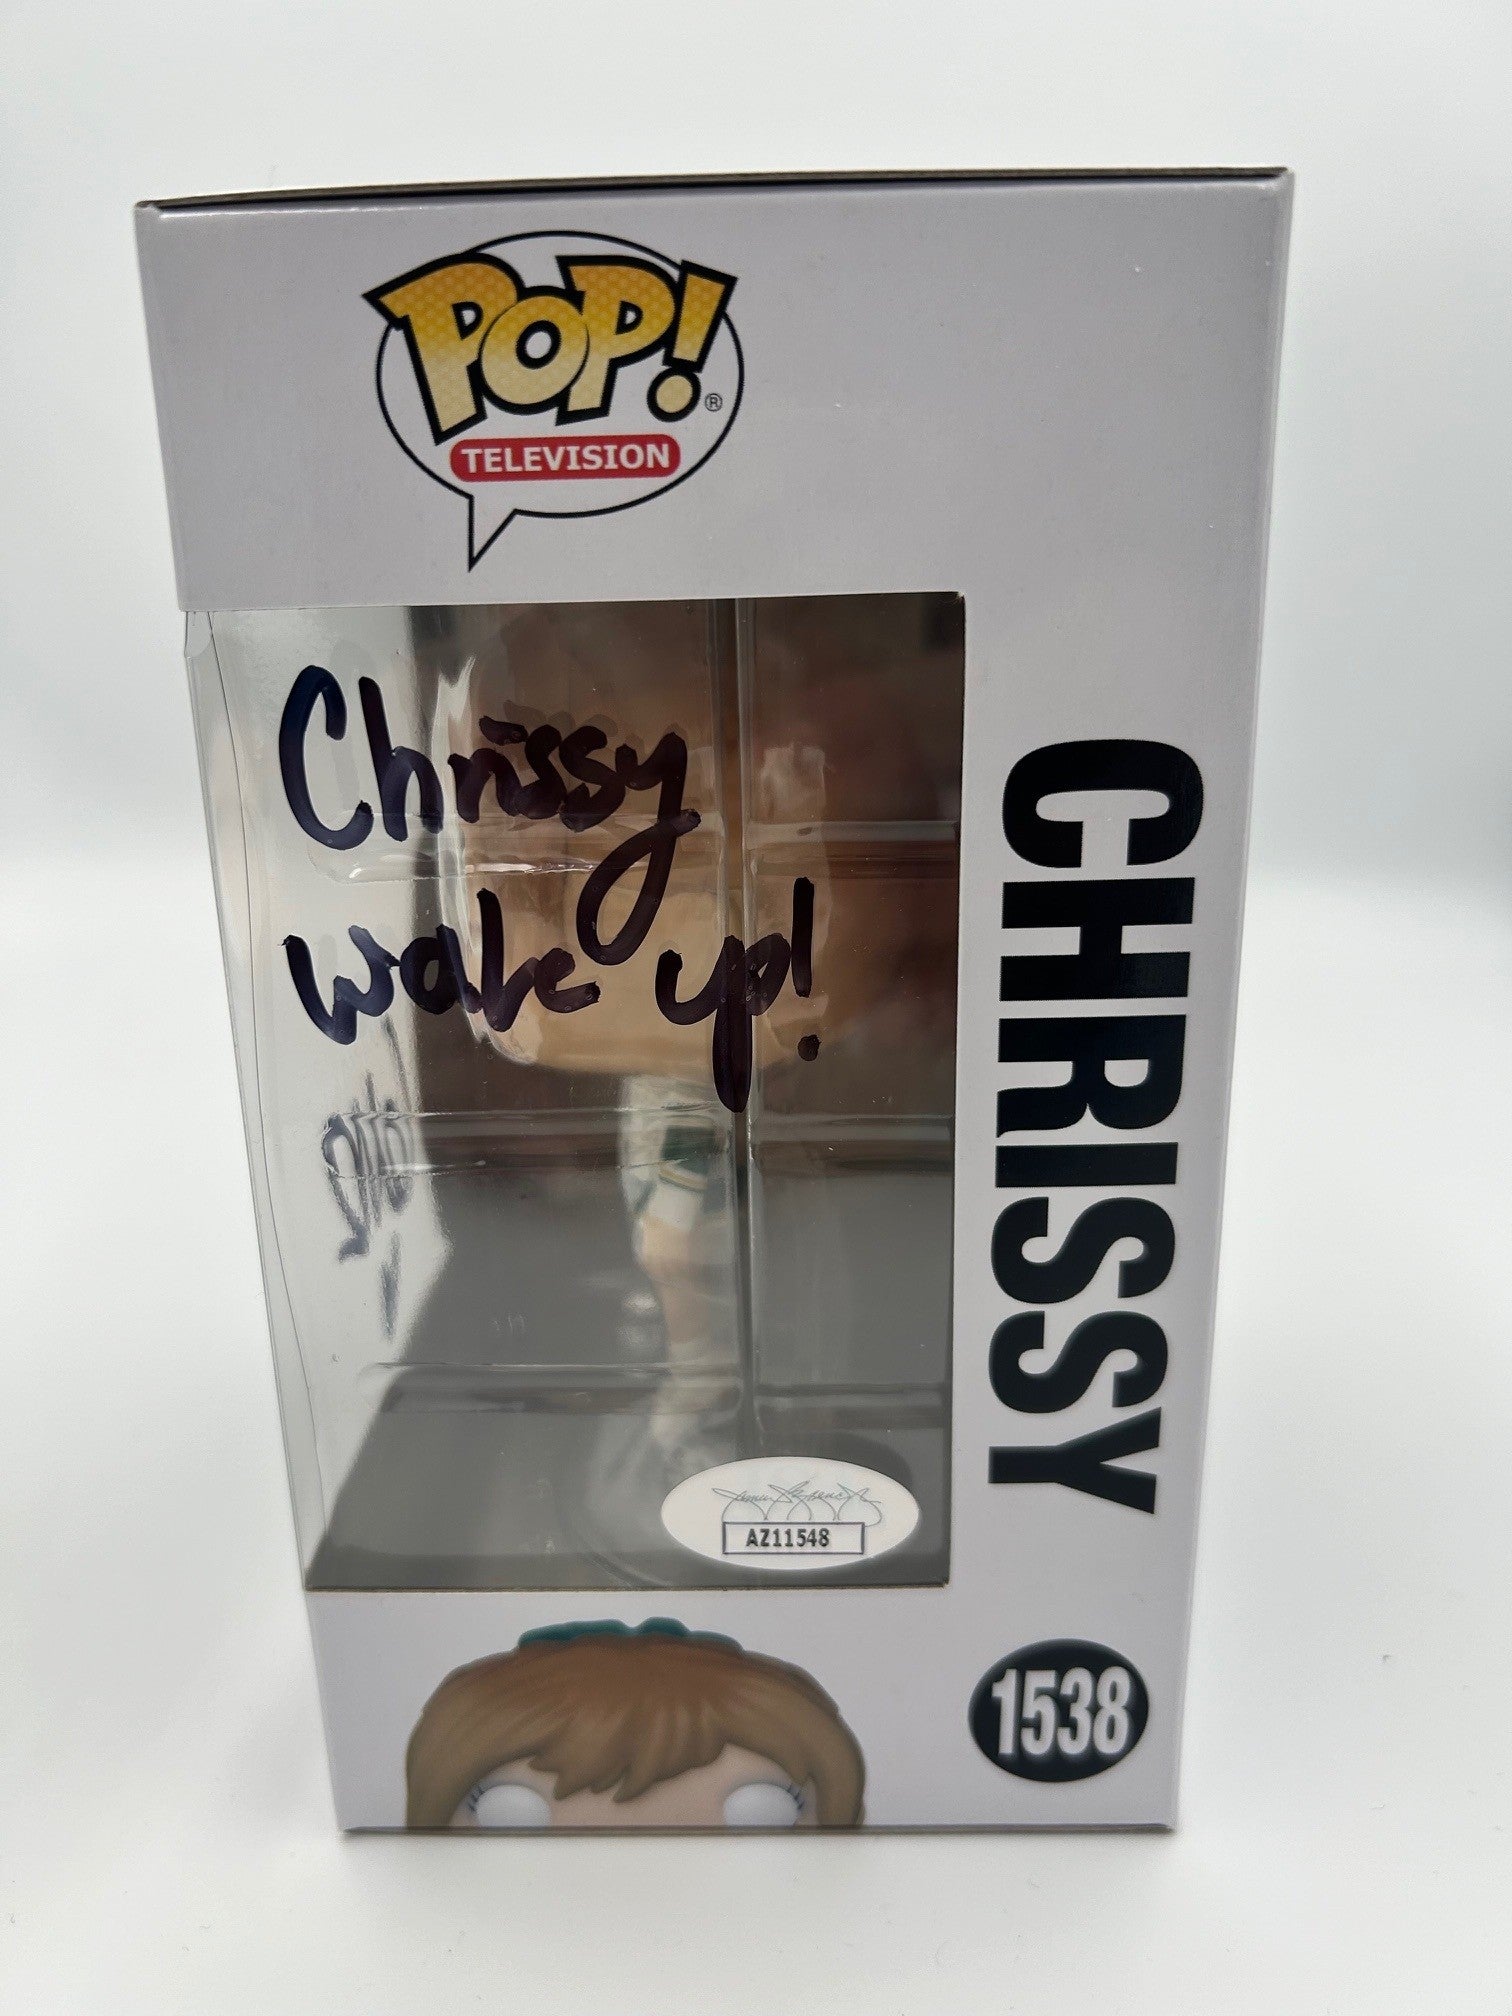 POP!®
TELEVISION
Chrissy
wake up!
CHRISSY
AZ11548
1538